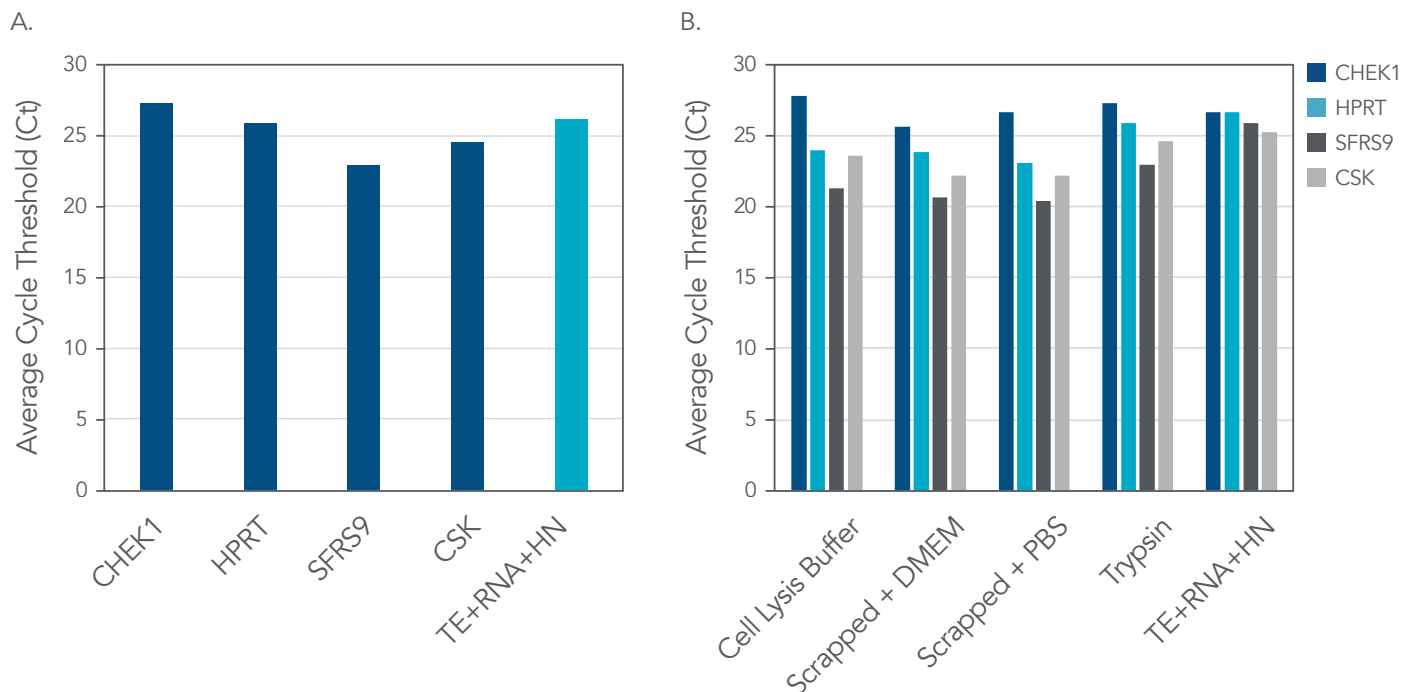 A.
Average Cycle Threshold (Ct)
30
25
20
15
10
5
0
CHEK1
HPRT
SFRS9
CSK
TE+RNA+HN
B.
Average Cycle Threshold (Ct)
30
25
20
15
10
5
0
Cell Lysis Buffer
Scrapped + DMEM
Scrapped + PBS
Trypsin
TE+RNA+HN
CHEK1
HPRT
SFRS9
CSK